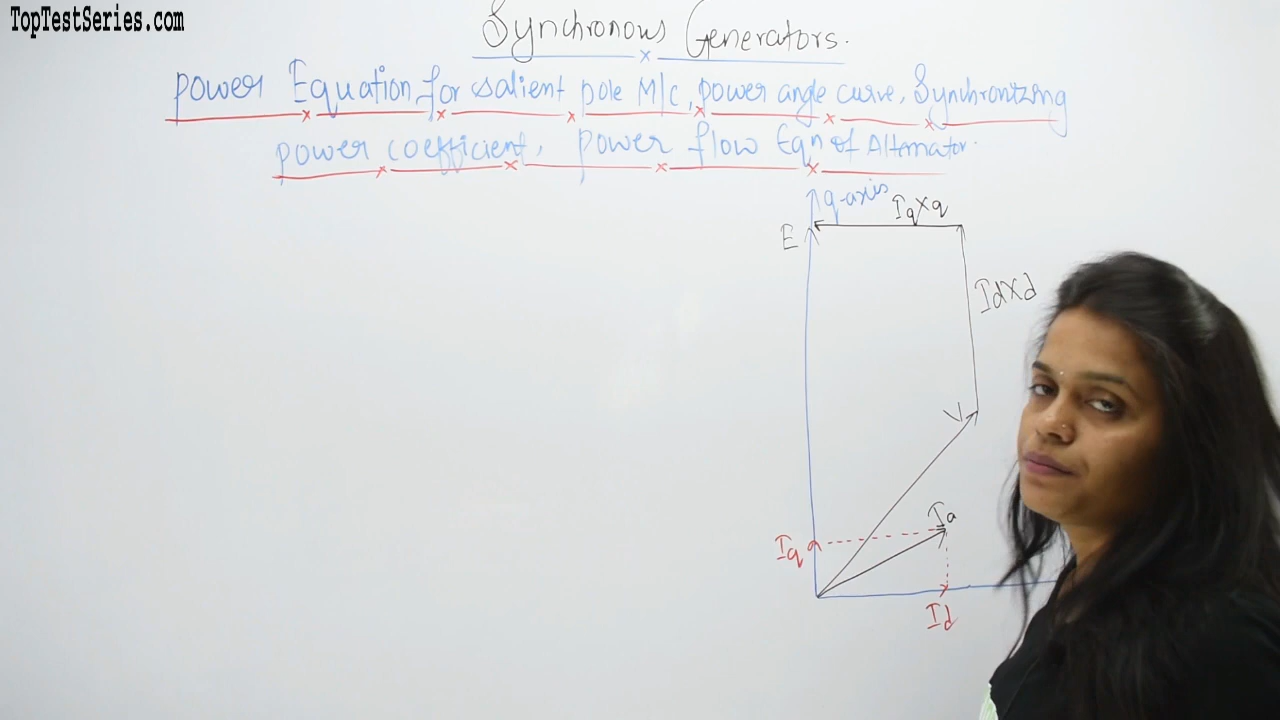 TopTestSeries.com
Synchronous Generators.
Power Equation for salient pole M/c, power angle curve, Synchronizing
power coefficient, power flow Eqn of Alternator.
q-axis
IqXq
E
IdXd
V
Ia
Iq
Id